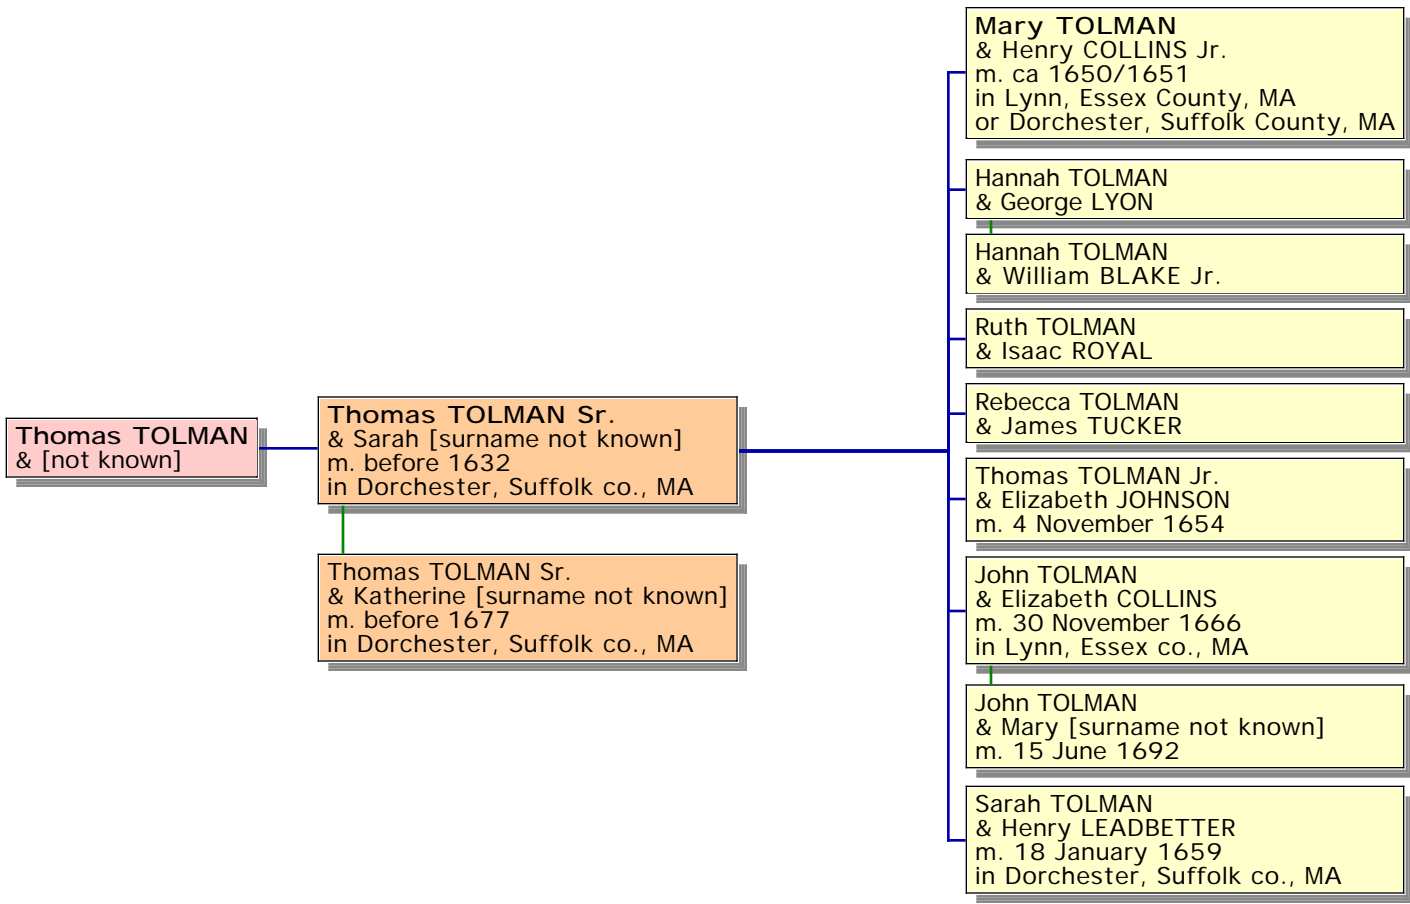 Thomas TOLMAN
& [not known]
Thomas TOLMAN Sr.
& Sarah [surname not known]
m. before 1632
in Dorchester, Suffolk co., MA
Thomas TOLMAN Sr.
& Katherine [surname not known]
m. before 1677
in Dorchester, Suffolk co., MA
Mary TOLMAN
& Henry COLLINS Jr.
m. ca 1650/1651
in Lynn, Essex County, MA
or Dorchester, Suffolk County, MA
Hannah TOLMAN
& George LYON
Hannah TOLMAN
& William BLAKE Jr.
Ruth TOLMAN
& Isaac ROYAL
Rebecca TOLMAN
& James TUCKER
Thomas TOLMAN Jr.
& Elizabeth JOHNSON
m. 4 November 1654
John TOLMAN
& Elizabeth COLLINS
m. 30 November 1666
in Lynn, Essex co., MA
John TOLMAN
& Mary [surname not known]
m. 15 June 1692
Sarah TOLMAN
& Henry LEADBETTER
m. 18 January 1659
in Dorchester, Suffolk co., MA